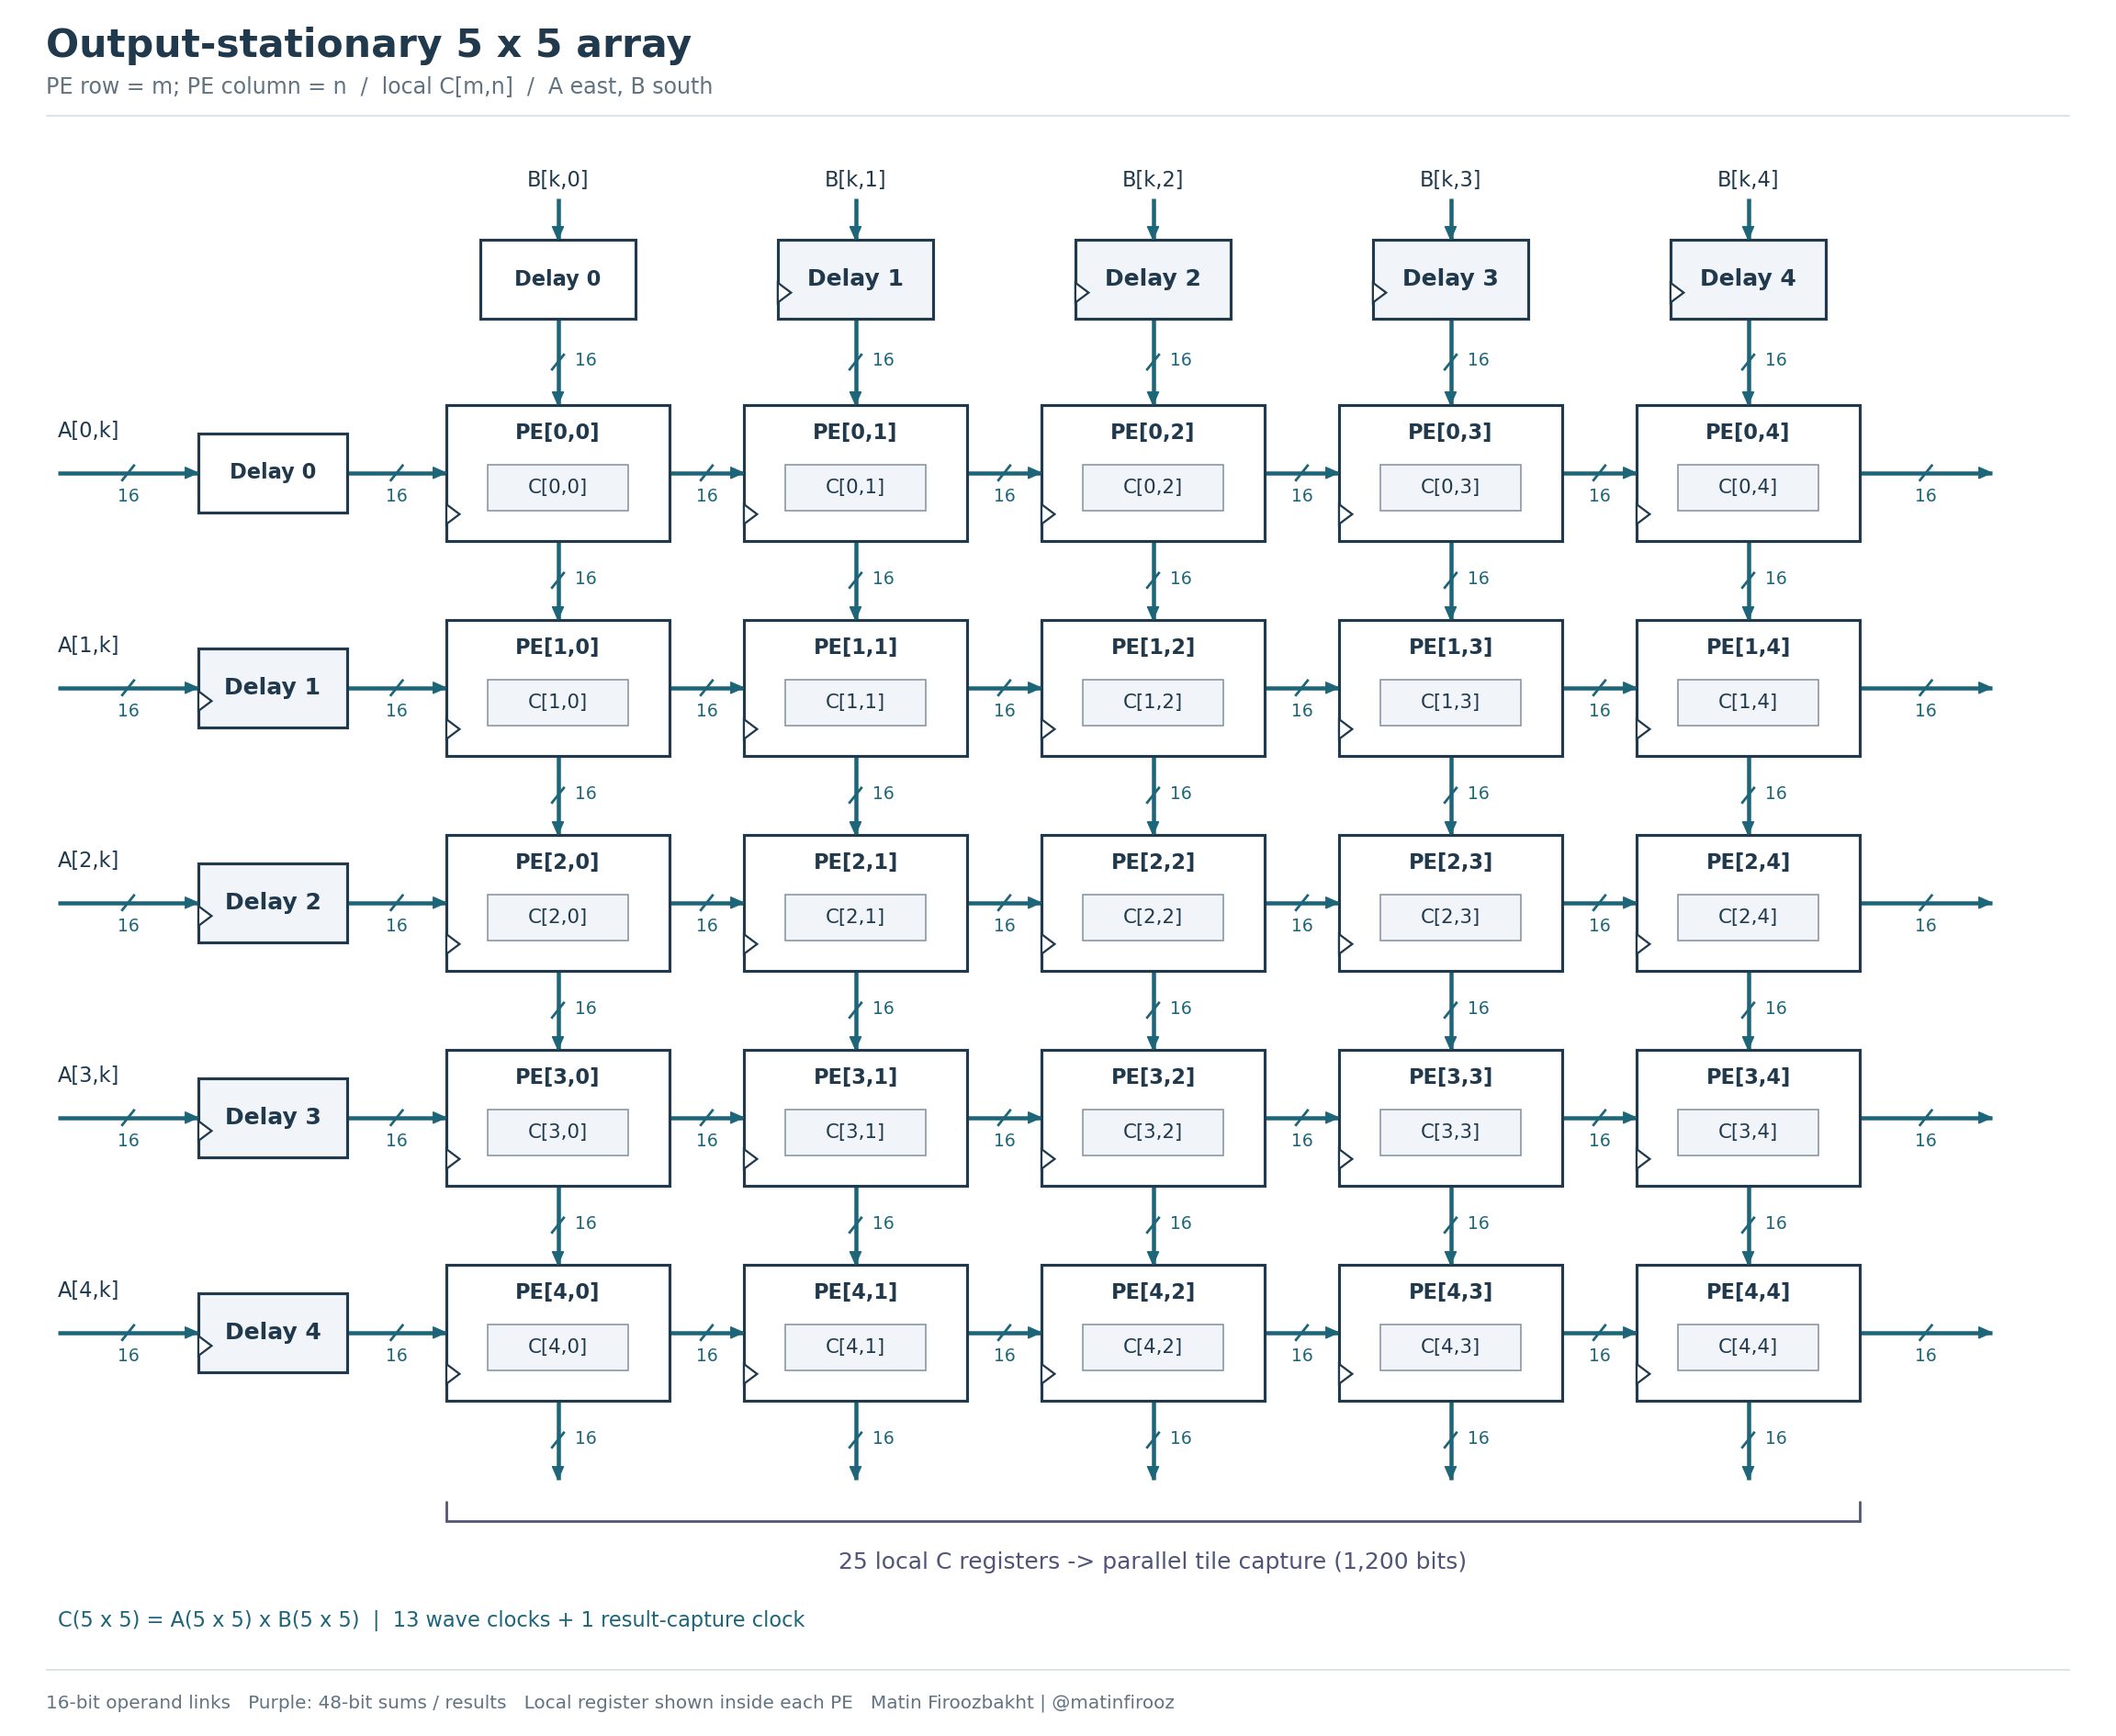 Output-stationary 5 x 5 array
PE row = m; PE column = n / local C[m,n] / A east, B south
B[k,0] B[k,1] B[k,2] B[k,3] B[k,4]
Delay 0 Delay 1 Delay 2 Delay 3 Delay 4
16 16 16 16 16
A[0,k] PE[0,0] PE[0,1] PE[0,2] PE[0,3] PE[0,4]
Delay 0 C[0,0] C[0,1] C[0,2] C[0,3] C[0,4]
16 16 16 16 16 16 16
16 16 16 16 16
A[1,k] PE[1,0] PE[1,1] PE[1,2] PE[1,3] PE[1,4]
Delay 1 C[1,0] C[1,1] C[1,2] C[1,3] C[1,4]
16 16 16 16 16 16 16
16 16 16 16 16
A[2,k] PE[2,0] PE[2,1] PE[2,2] PE[2,3] PE[2,4]
Delay 2 C[2,0] C[2,1] C[2,2] C[2,3] C[2,4]
16 16 16 16 16 16 16
16 16 16 16 16
A[3,k] PE[3,0] PE[3,1] PE[3,2] PE[3,3] PE[3,4]
Delay 3 C[3,0] C[3,1] C[3,2] C[3,3] C[3,4]
16 16 16 16 16 16 16
16 16 16 16 16
A[4,k] PE[4,0] PE[4,1] PE[4,2] PE[4,3] PE[4,4]
Delay 4 C[4,0] C[4,1] C[4,2] C[4,3] C[4,4]
16 16 16 16 16 16 16
16 16 16 16 16
25 local C registers -> parallel tile capture (1,200 bits)
C(5 x 5) = A(5 x 5) x B(5 x 5) | 13 wave clocks + 1 result-capture clock
16-bit operand links Purple: 48-bit sums / results Local register shown inside each PE Matin Firoozbakht | @matinfirooz